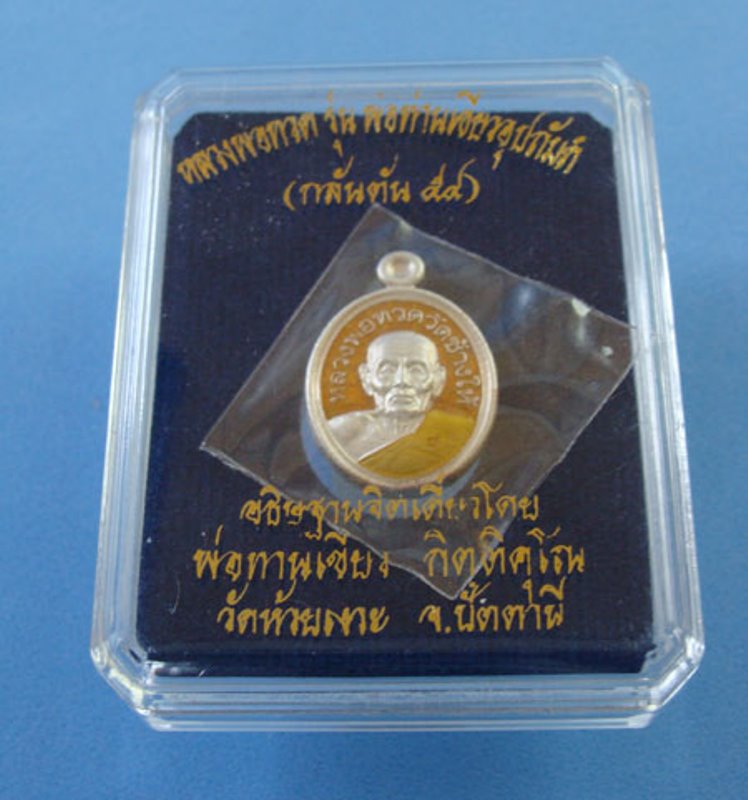 หลวงพ่อทวด รุ่น พ่อท่านเขียวอุปถัมภ์
(กลันตัน ๕๔)
หลวงพ่อทวดวัดช้างให้
อธิษฐานจิตเดี่ยวโดย
พ่อท่านเขียว กิตติคุโณ
วัดห้วยเงาะ จ.ปัตตานี